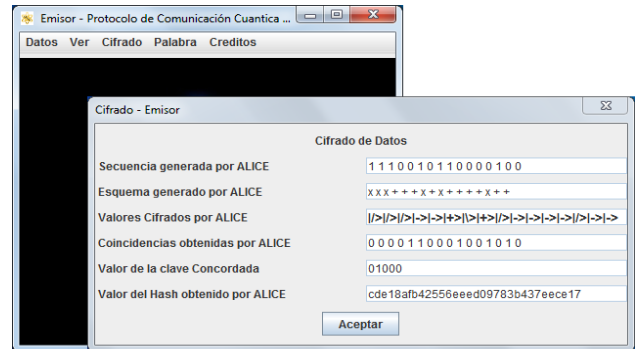 Emisor - Protocolo de Comunicación Cuantica ...
Datos Ver Cifrado Palabra Creditos
Cifrado - Emisor
Cifrado de Datos
Secuencia generada por ALICE 1 1 1 0 0 1 0 1 1 0 0 0 0 1 0 0
Esquema generado por ALICE x x x + + + x + x + + + + x + +
Valores Cifrados por ALICE |/>|/>|/>|->|->|+>|\>|+>|/>|->|->|->|->|/>|->|->
Coincidencias obtenidas por ALICE 0 0 0 0 1 1 0 0 0 1 0 0 1 0 1 0
Valor de la clave Concordada 01000
Valor del Hash obtenido por ALICE cde18afb42556eeed09783b437eece17
Aceptar